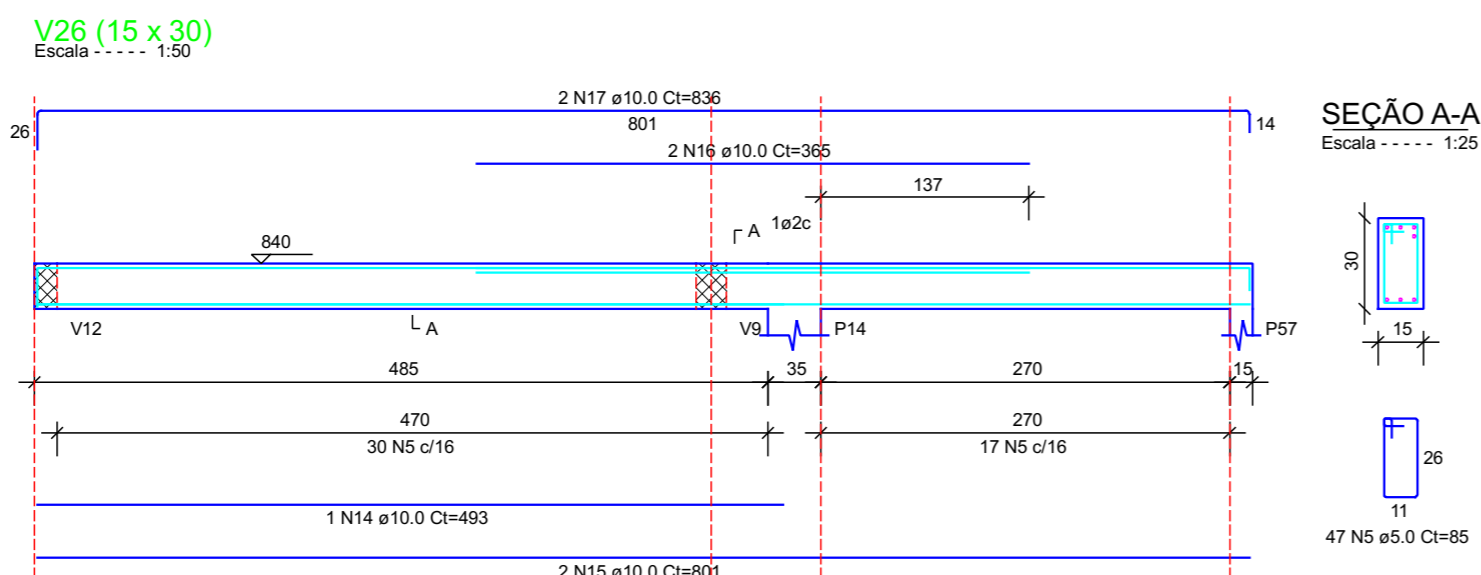 V26 (15 x 30)
Escala ----- 1:50
2 N17 ø10.0 Ct=836
26
801
14
SEÇÃO A-A
Escala ----- 1:25
2 N16 ø10.0 Ct=365
137
A 1ø2c
840
30
V12
A
V9
P14
P57
15
485
35
270
15
470
270
30 N5 c/16
17 N5 c/16
26
11
1 N14 ø10.0 Ct=493
47 N5 ø5.0 Ct=85
2 N15 ø10.0 Ct=801